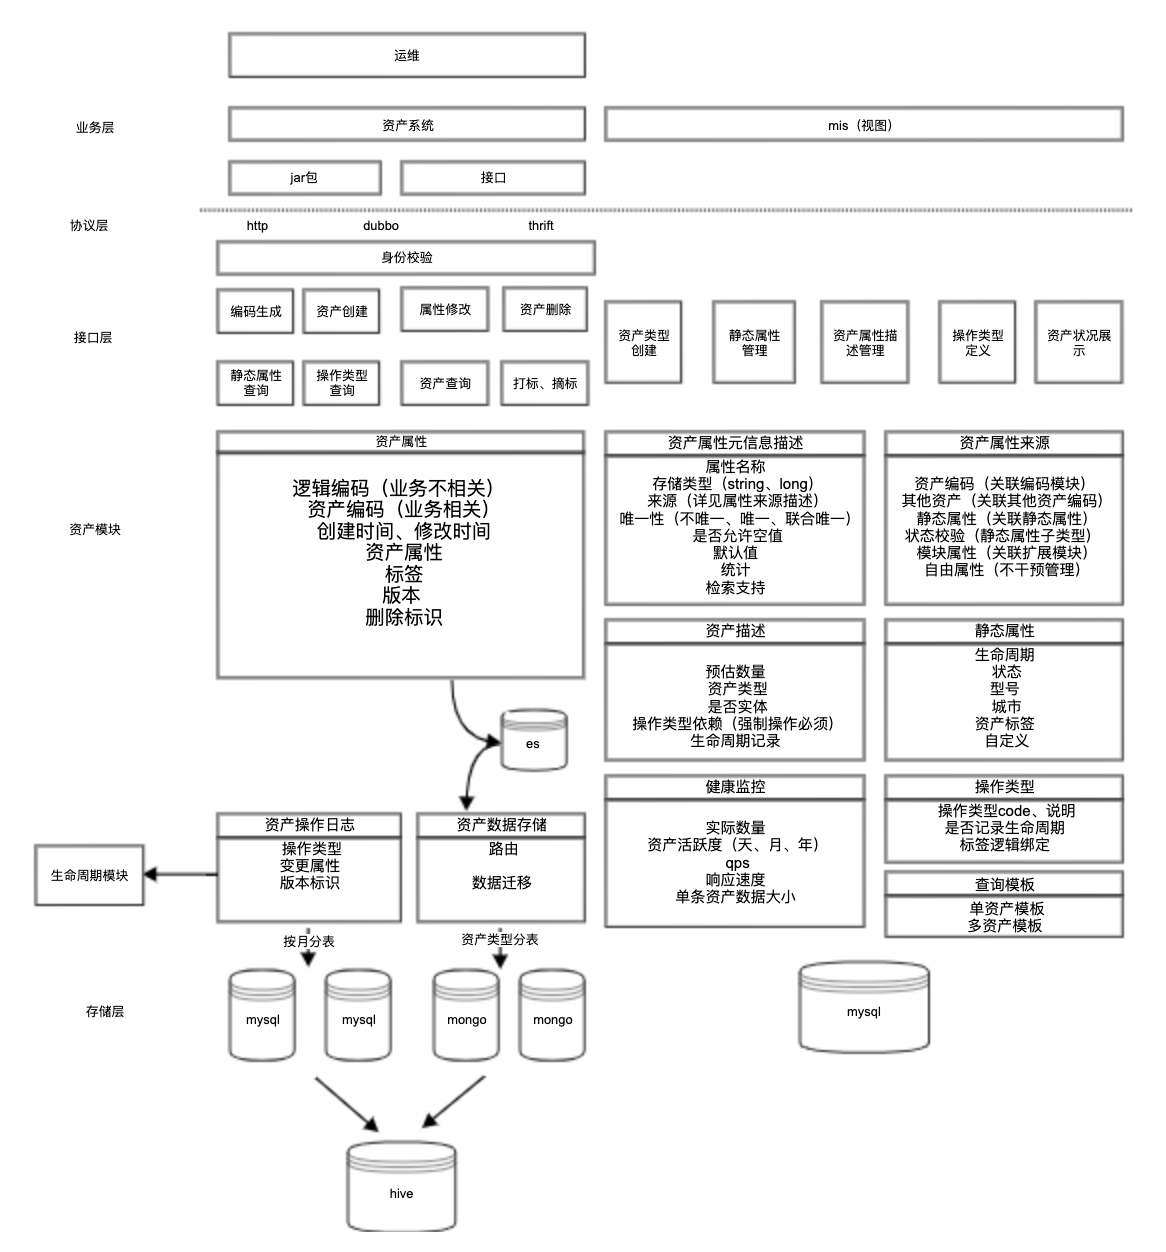 运维
业务层
资产系统
mis（视图）
jar包
接口
协议层
http
dubbo
thrift
身份校验
接口层
编码生成
资产创建
属性修改
资产删除
静态属性
查询
操作类型
查询
资产查询
打标、摘标
资产类型
创建
静态属性
管理
资产属性描
述管理
操作类型
定义
资产状况展
示
资产模块
资产属性
逻辑编码（业务不相关）
资产编码（业务相关）
创建时间、修改时间
资产属性
标签
版本
删除标识
资产属性元信息描述
属性名称
存储类型（string、long）
来源（详见属性来源描述）
唯一性（不唯一、唯一、联合唯一）
是否允许空值
默认值
统计
检索支持
资产属性来源
资产编码（关联编码模块）
其他资产（关联其他资产编码）
静态属性（关联静态属性）
状态校验（静态属性子类型）
模块属性（关联扩展模块）
自由属性（不干预管理）
资产描述
预估数量
资产类型
是否实体
操作类型依赖（强制操作必须）
生命周期记录
静态属性
生命周期
状态
型号
城市
资产标签
自定义
es
健康监控
实际数量
资产活跃度（天、月、年）
qps
响应速度
单条资产数据大小
操作类型
操作类型code、说明
是否记录生命周期
标签逻辑绑定
查询模板
单资产模板
多资产模板
生命周期模块
资产操作日志
操作类型
变更属性
版本标识
资产数据存储
路由
数据迁移
按月分表
资产类型分表
存储层
mysql
mysql
mongo
mongo
mysql
hive